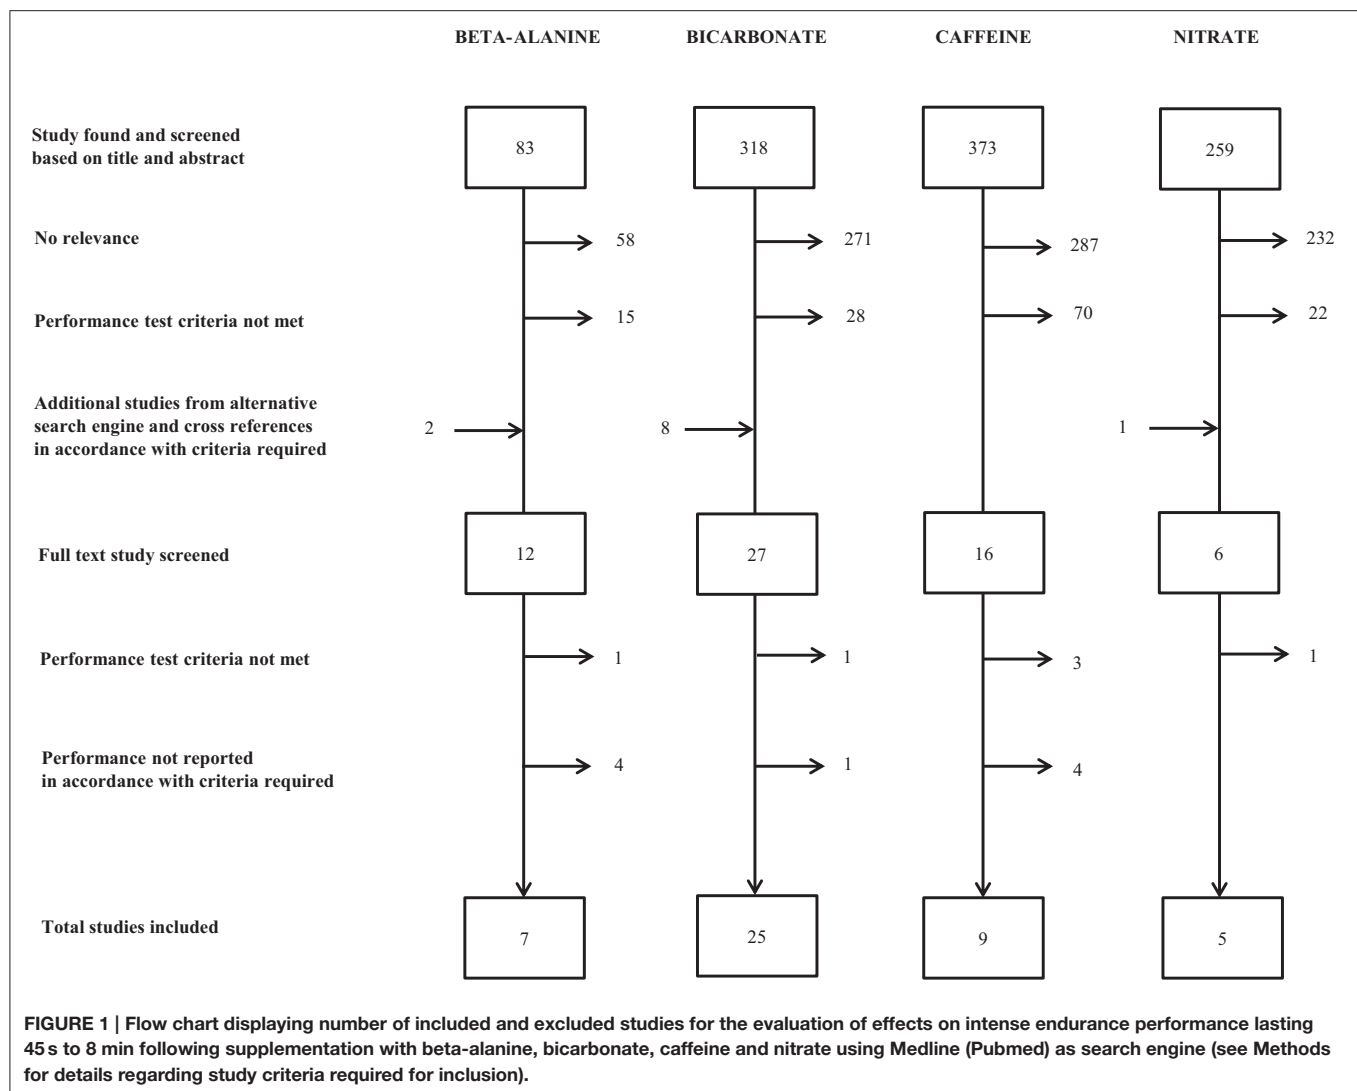 BETA-ALANINE BICARBONATE CAFFEINE NITRATE
Study found and screened
based on title and abstract
83 318 373 259
No relevance
58 271 287 232
Performance test criteria not met
15 28 70 22
Additional studies from alternative
search engine and cross references
in accordance with criteria required
2 8 1
Full text study screened
12 27 16 6
Performance test criteria not met
1 1 3 1
Performance not reported
in accordance with criteria required
4 1 4
Total studies included
7 25 9 5
FIGURE 1 | Flow chart displaying number of included and excluded studies for the evaluation of effects on intense endurance performance lasting
45 s to 8 min following supplementation with beta-alanine, bicarbonate, caffeine and nitrate using Medline (Pubmed) as search engine (see Methods
for details regarding study criteria required for inclusion).